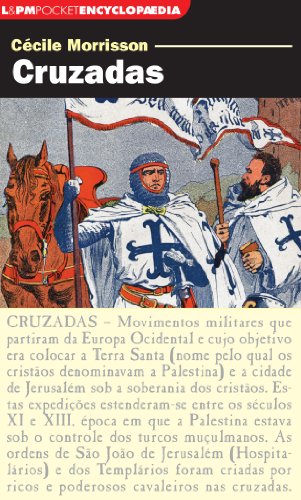 L&PMPOCKETENCYCLOPAEDIA
Cécile Morrisson
Cruzadas
CRUZADAS – Movimentos militares que
partiram da Europa Ocidental e cujo objetivo
era colocar a Terra Santa (nome pelo qual os
cristãos denominavam a Palestina) e a cidade
de Jerusalém sob a soberania dos cristãos. Es-
tas expedições estenderam-se entre os séculos
XI e XIII, época em que a Palestina estava
sob o controle dos turcos muçulmanos. As
ordens de São João de Jerusalém (Hospita-
lários) e dos Templários foram criadas por
ricos e poderosos cavaleiros nas cruzadas.